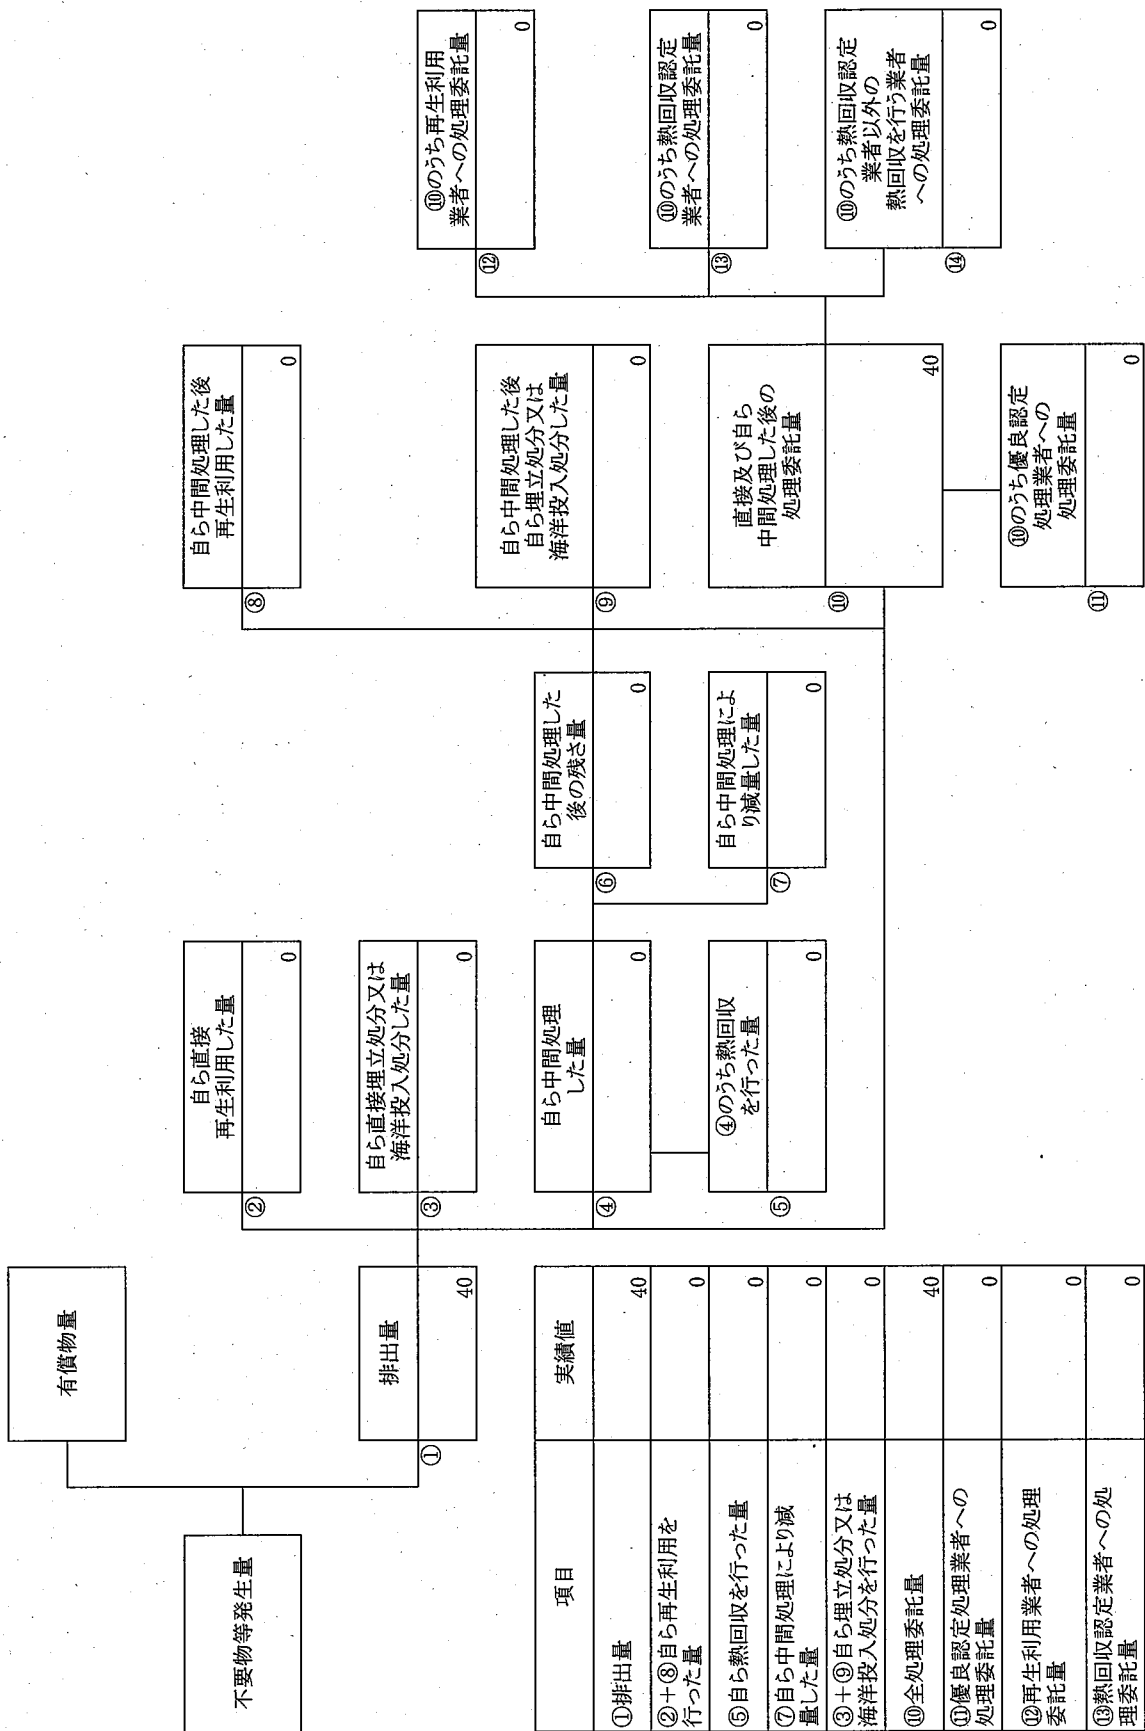 不要物等発生量
有償物量
排出量
①
40
自ら直接
再生利用した量
②
0
自ら直接埋立処分又は
海洋投入処分した量
③
0
自ら中間処理
した量
④
0
④のうち熱回収
を行った量
⑤
0
自ら中間処理した
後の残さ量
⑥
0
自ら中間処理によ
り減量した量
⑦
0
自ら中間処理した後
再生利用した量
⑧
0
自ら中間処理した後
自ら埋立処分又は
海洋投入処分した量
⑨
0
直接及び自ら
中間処理した後の
処理委託量
⑩
40
⑩のうち優良認定
処理業者への
処理委託量
⑪
0
⑩のうち再生利用
業者への処理委託量
⑫
0
⑩のうち熱回収認定
業者への処理委託量
⑬
0
⑩のうち熱回収認定
業者以外の
熱回収を行う業者
への処理委託量
⑭
0
項目 実績値
①排出量 40
②+⑧自ら再生利用を
行った量 0
⑤自ら熱回収を行った量 0
⑦自ら中間処理により減
量した量 0
③+⑨自ら埋立処分又は
海洋投入処分を行った量 0
⑩全処理委託量 40
⑪優良認定処理業者への
処理委託量 0
⑫再生利用業者への処理
委託量 0
⑬熱回収認定業者への処
理委託量 0